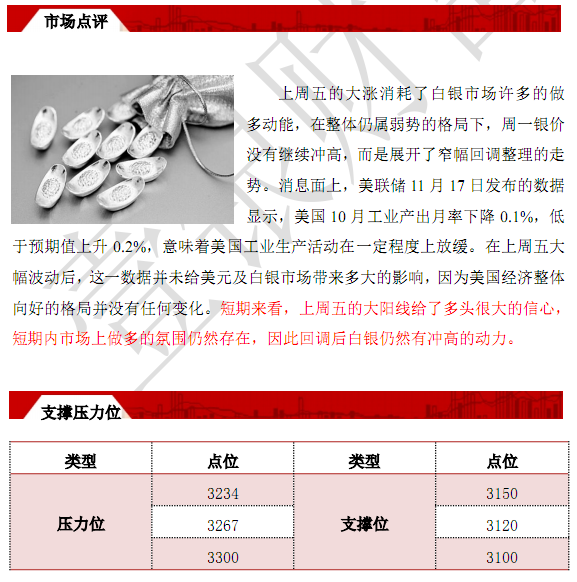 市场点评
上周五的大涨消耗了白银市场许多的做
多动能，在整体仍属弱势的格局下，周一银价
没有继续冲高，而是展开了窄幅回调整理的走
势。消息面上，美联储 11 月 17 日发布的数据
显示，美国 10 月工业产出月率下降 0.1%，低
于预期值上升 0.2%，意味着美国工业生产活动在一定程度上放缓。在上周五大
幅波动后，这一数据并未给美元及白银市场带来多大的影响，因为美国经济整体
向好的格局并没有任何变化。短期来看，上周五的大阳线给了多头很大的信心，
短期内市场上做多的氛围仍然存在，因此回调后白银仍然有冲高的动力。
支撑压力位
类型 点位 类型 点位
3234 3150
压力位 3267 支撑位 3120
3300 3100